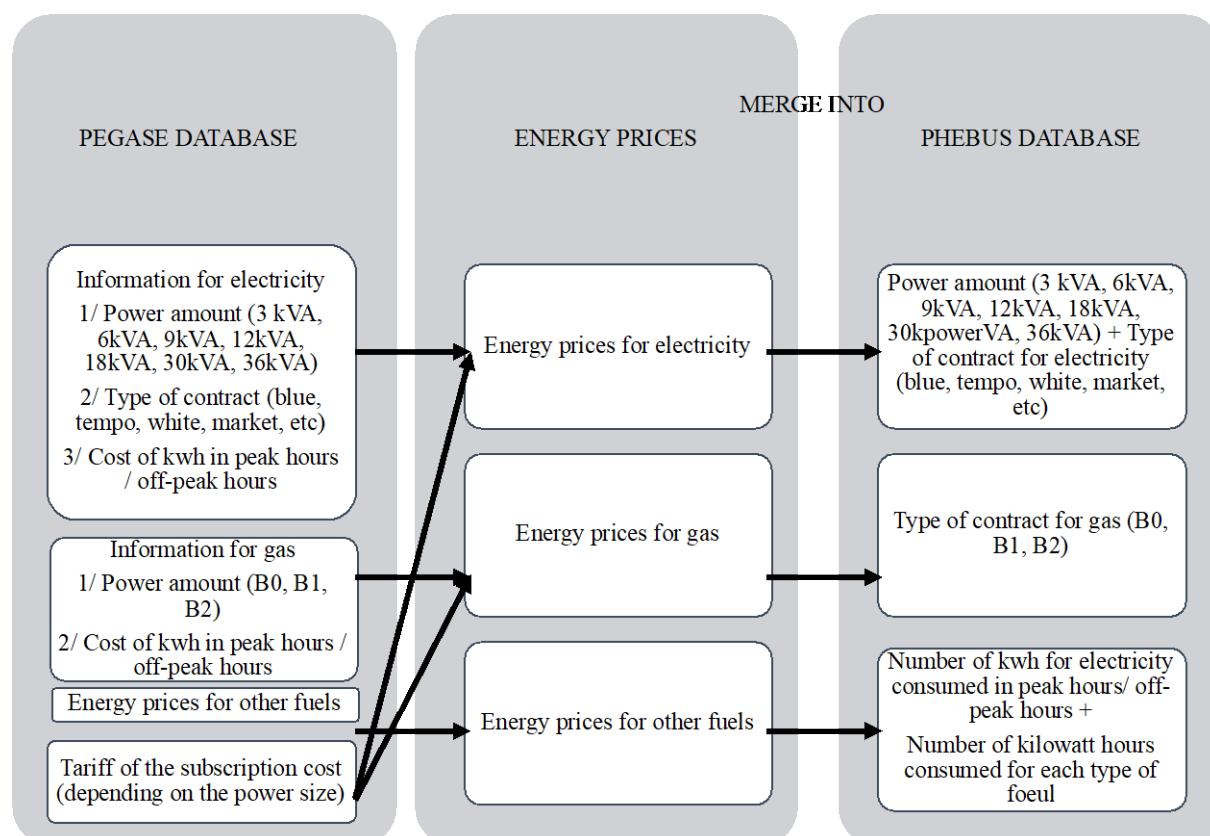 MERGE INTO
PEGASE DATABASE
ENERGY PRICES
PHEBUS DATABASE
Information for electricity
1/ Power amount (3 kVA,
6kVA, 9kVA, 12kVA,
18kVA, 30kVA, 36kVA)
2/ Type of contract (blue,
tempo, white, market, etc)
3/ Cost of kwh in peak hours
/ off-peak hours
Information for gas
1/ Power amount (B0, B1,
B2)
2/ Cost of kwh in peak hours /
off-peak hours
Energy prices for other fuels
Tariff of the subscription cost
(depending on the power size)
Energy prices for electricity
Energy prices for gas
Energy prices for other fuels
Power amount (3 kVA, 6kVA,
9kVA, 12kVA, 18kVA,
30kpowerVA, 36kVA) + Type
of contract for electricity
(blue, tempo, white, market,
etc)
Type of contract for gas (B0,
B1, B2)
Number of kwh for electricity
consumed in peak hours/ off-
peak hours +
Number of kilowatt hours
consumed for each type of
foeul